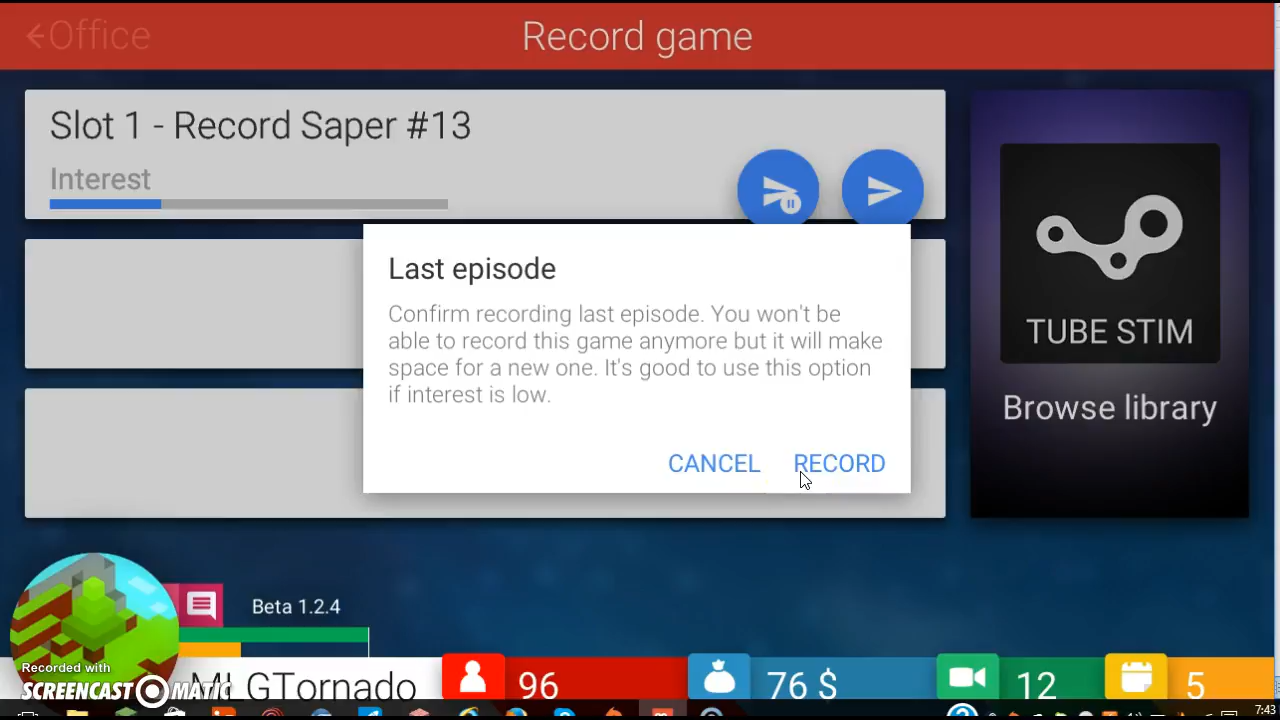 Office
Record game
Slot 1 - Record Saper #13
Interest
TUBE STIM
Browse library
Last episode
Confirm recording last episode. You won't be
able to record this game anymore but it will make
space for a new one. It's good to use this option
if interest is low.
CANCEL RECORD
Beta 1.2.4
Recorded with
SCREENCAST MATIC
MLGTornado
96
76 $
12
5
7:43